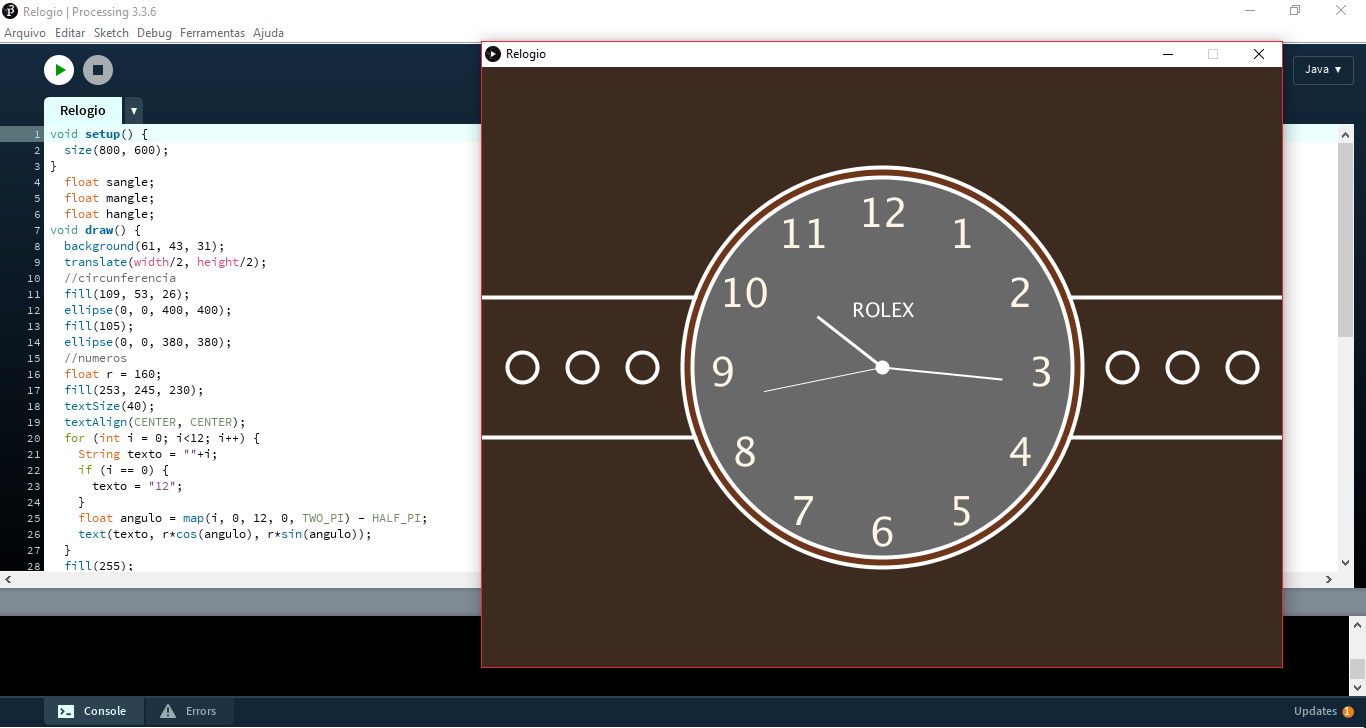 Relogio | Processing 3.3.6
Arquivo Editar Sketch Debug Ferramentas Ajuda
Relogio
Java ▾
Relogio ▾
1 void setup() {
2 size(800, 600);
3 }
4 float sangle;
5 float mangle;
6 float hangle;
7 void draw() {
8 background(61, 43, 31);
9 translate(width/2, height/2);
10 //circunferencia
11 fill(109, 53, 26);
12 ellipse(0, 0, 400, 400);
13 fill(105);
14 ellipse(0, 0, 380, 380);
15 //numeros
16 float r = 160;
17 fill(253, 245, 230);
18 textSize(40);
19 textAlign(CENTER, CENTER);
20 for (int i = 0; i<12; i++) {
21 String texto = ""+i;
22 if (i == 0) {
23 texto = "12";
24 }
25 float angulo = map(i, 0, 12, 0, TWO_PI) - HALF_PI;
26 text(texto, r*cos(angulo), r*sin(angulo));
27 }
28 fill(255);
12
11 1
10 2
ROLEX
9 3
8 4
7 5
6
Console Errors
Updates 1